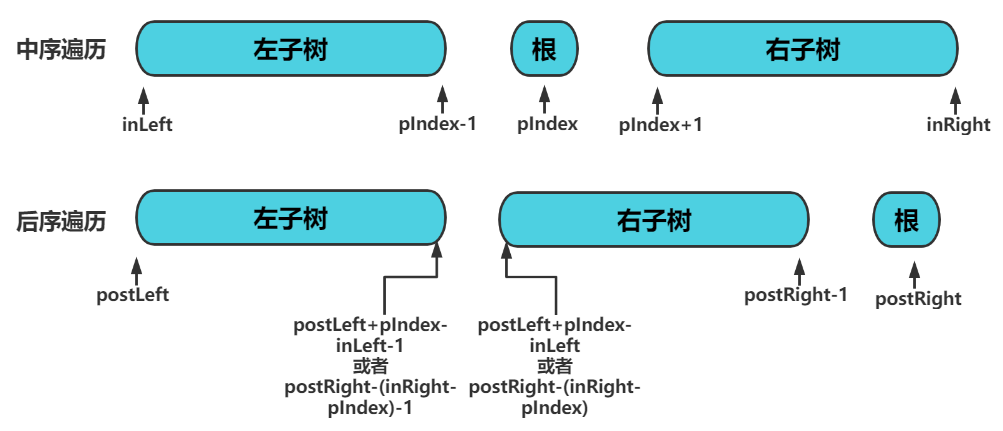 中序遍历
左子树
根
右子树
inLeft
pIndex-1
pIndex
pIndex+1
inRight
后序遍历
左子树
右子树
根
postLeft
postRight-1
postRight
postLeft+pIndex-
inLeft-1
或者
postRight-(inRight-
pIndex)-1
postLeft+pIndex-
inLeft
或者
postRight-(inRight-
pIndex)